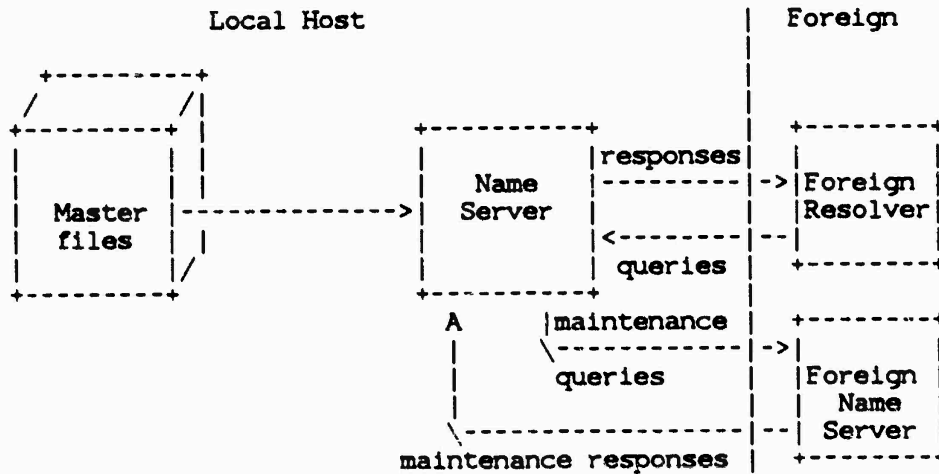 Local Host
Foreign
responses
Name
Server
Foreign
Resolver
Master
files
queries
A
maintenance
queries
Foreign
Name
Server
maintenance responses